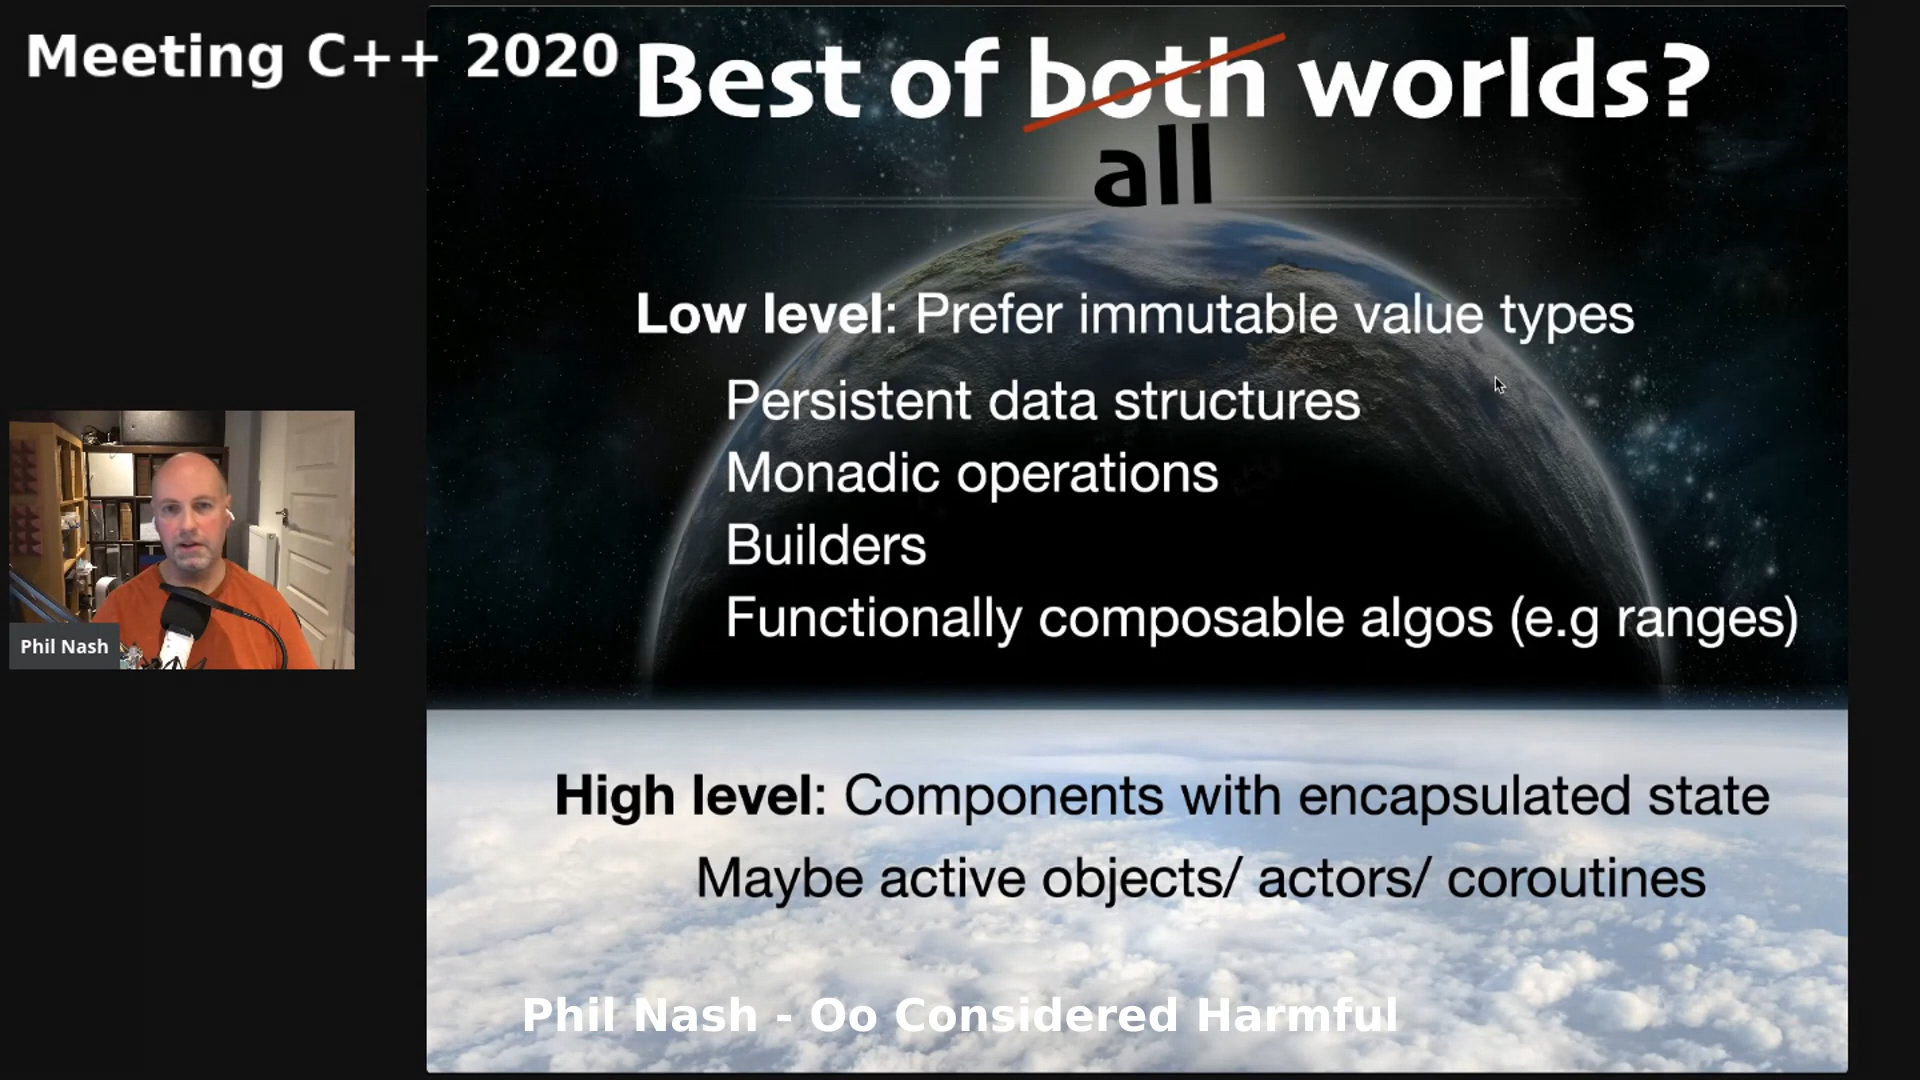 Meeting C++ 2020
Best of both worlds?
all
Low level: Prefer immutable value types
Persistent data structures
Monadic operations
Builders
Functionally composable algos (e.g ranges)
Phil Nash
High level: Components with encapsulated state
Maybe active objects/ actors/ coroutines
Phil Nash - Oo Considered Harmful